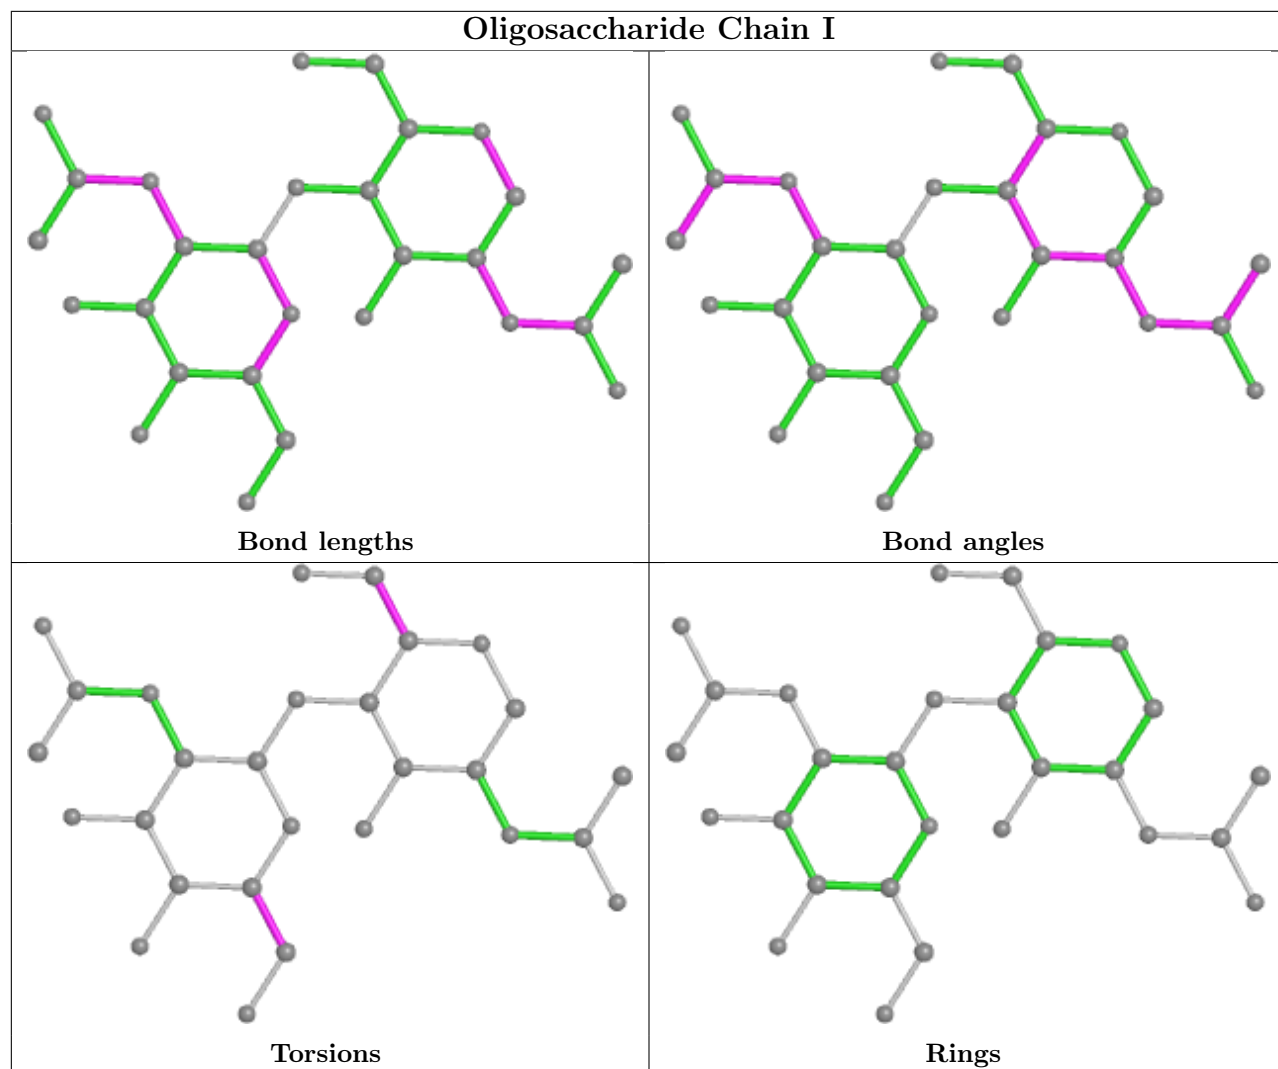 Oligosaccharide Chain I
Bond lengths
Bond angles
Torsions
Rings